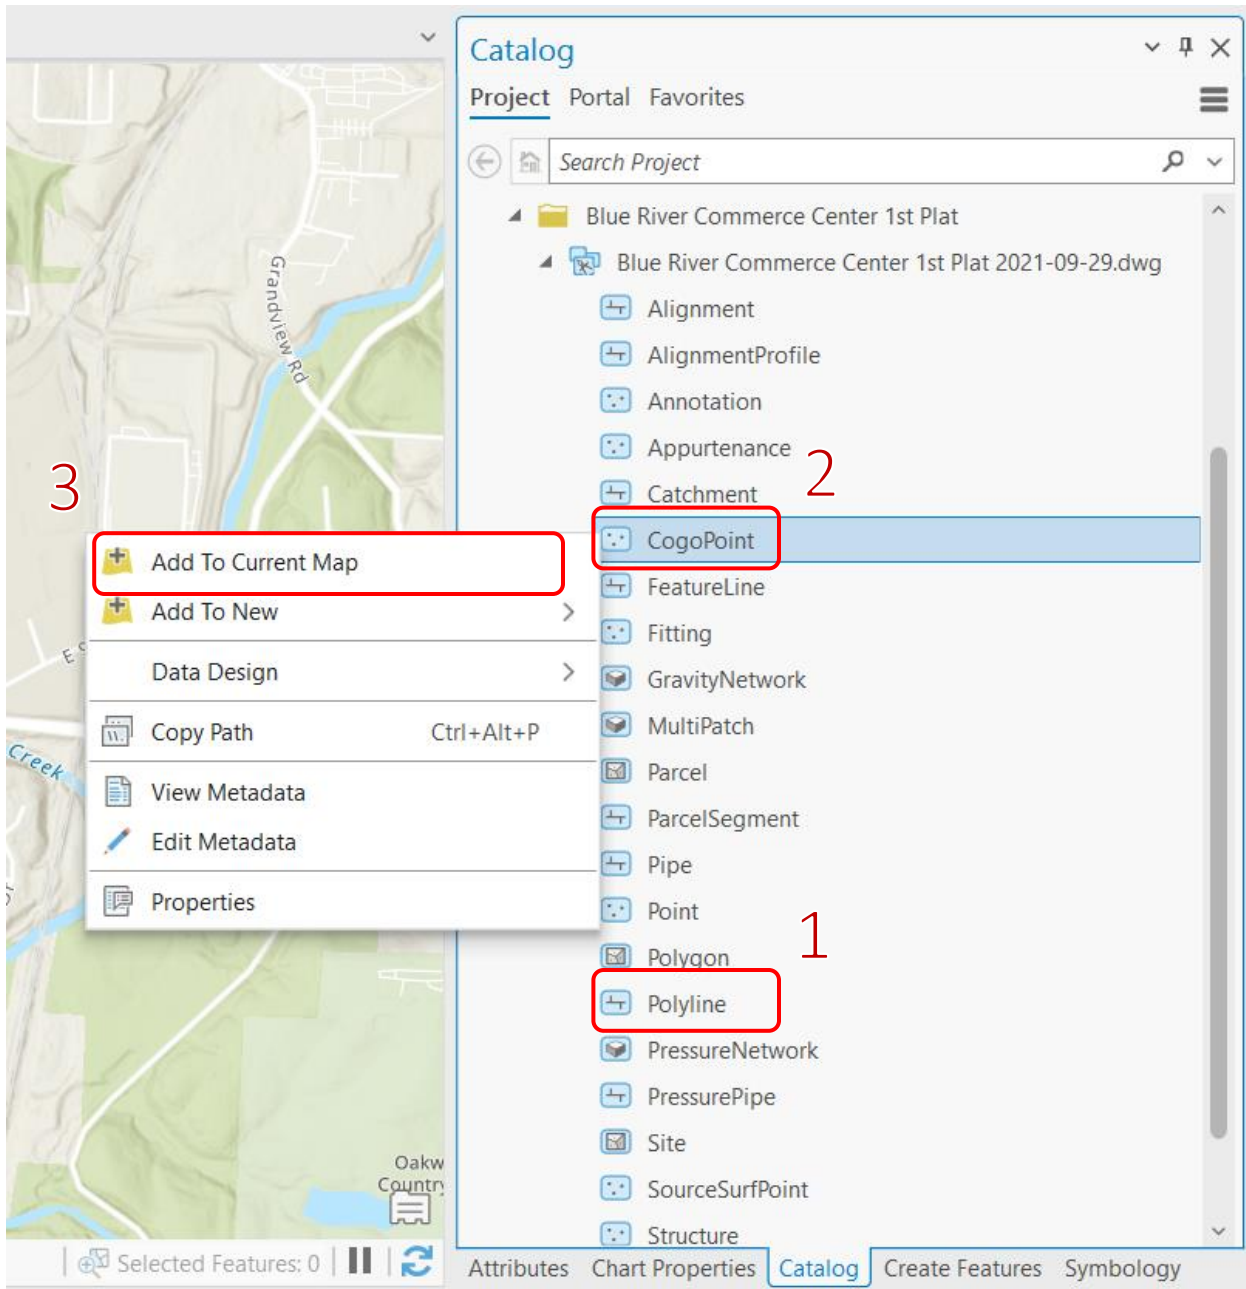 Catalog
Project Portal Favorites
Search Project
Blue River Commerce Center 1st Plat
Blue River Commerce Center 1st Plat 2021-09-29.dwg
Alignment
AlignmentProfile
Annotation
Appurtenance
2
Catchment
CogoPoint
FeatureLine
Fitting
GravityNetwork
MultiPatch
Parcel
ParcelSegment
Pipe
Point
1
Polygon
Polyline
PressureNetwork
PressurePipe
Site
SourceSurfPoint
Structure
Grandview Rd
3
Add To Current Map
Add To New
Data Design
Copy Path Ctrl+Alt+P
View Metadata
Edit Metadata
Properties
E
Creek
Oakw
Country
Selected Features: 0
Attributes Chart Properties Catalog Create Features Symbology